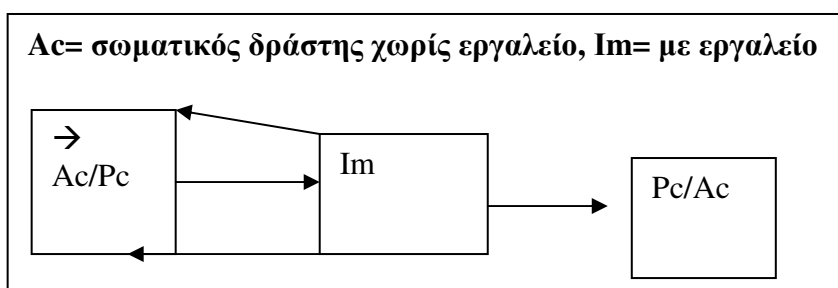 Ac= σωματικός δράστης χωρίς εργαλείο, Im= με εργαλείο
→
Ac/Pc
Im
Pc/Ac